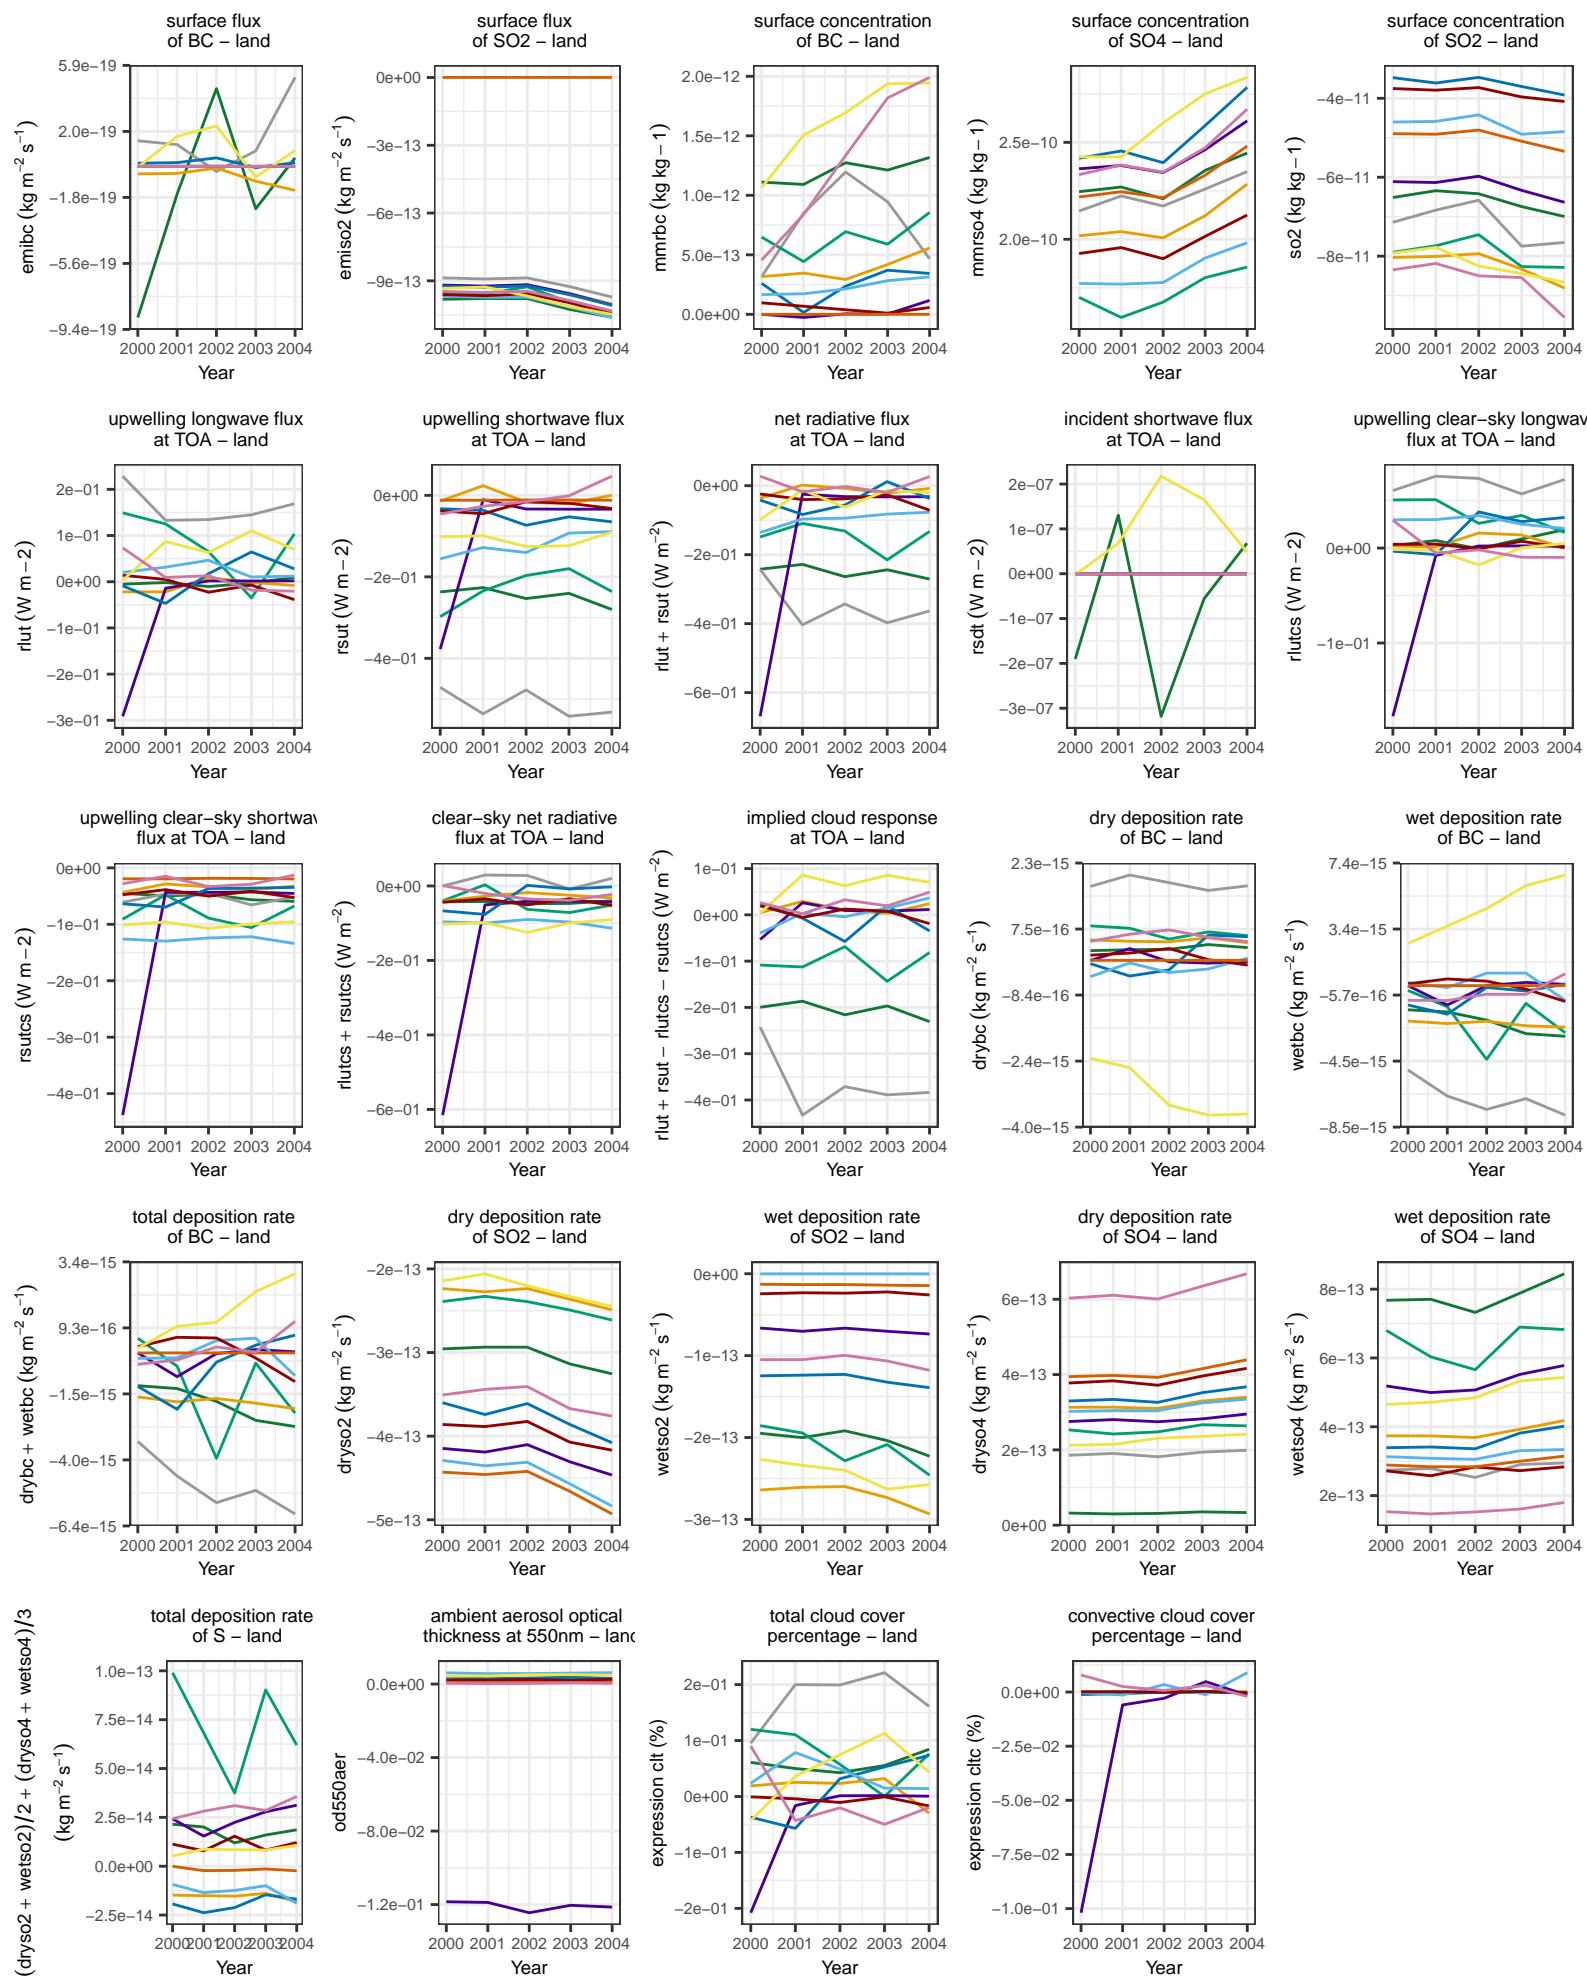 surface flux
of BC − land
surface flux
of SO2 − land
surface concentration
of BC − land
surface concentration
of SO4 − land
surface concentration
of SO2 − land
emibc (kg m−2 s−1)
5.9e−19
2.0e−19
−1.8e−19
−5.6e−19
−9.4e−19
2000 2001 2002 2003 2004
Year
emiso2 (kg m−2 s−1)
0e+00
−3e−13
−6e−13
−9e−13
2000 2001 2002 2003 2004
Year
mmrbc (kg kg−1)
2.0e−12
1.5e−12
1.0e−12
5.0e−13
0.0e+00
2000 2001 2002 2003 2004
Year
mmrso4 (kg kg−1)
2.5e−10
2.0e−10
2000 2001 2002 2003 2004
Year
so2 (kg kg−1)
−4e−11
−6e−11
−8e−11
2000 2001 2002 2003 2004
Year
upwelling longwave flux
at TOA − land
upwelling shortwave flux
at TOA − land
net radiative flux
at TOA − land
incident shortwave flux
at TOA − land
upwelling clear−sky longwav
flux at TOA − land
rlut (W m−2)
2e−01
1e−01
0e+00
−1e−01
−2e−01
−3e−01
2000 2001 2002 2003 2004
Year
rsut (W m−2)
0e+00
−2e−01
−4e−01
2000 2001 2002 2003 2004
Year
rlut + rsut (W m−2)
0e+00
−2e−01
−4e−01
−6e−01
2000 2001 2002 2003 2004
Year
rsdt (W m−2)
2e−07
1e−07
0e+00
−1e−07
−2e−07
−3e−07
2000 2001 2002 2003 2004
Year
rlutcs (W m−2)
0e+00
−1e−01
2000 2001 2002 2003 2004
Year
upwelling clear−sky shortwav
flux at TOA − land
clear−sky net radiative
flux at TOA − land
implied cloud response
at TOA − land
dry deposition rate
of BC − land
wet deposition rate
of BC − land
rsutcs (W m−2)
0e+00
−1e−01
−2e−01
−3e−01
−4e−01
2000 2001 2002 2003 2004
Year
rlutcs + rsutcs (W m−2)
0e+00
−2e−01
−4e−01
−6e−01
2000 2001 2002 2003 2004
Year
rlut + rsut − rlutcs − rsutcs (W m−2)
1e−01
0e+00
−1e−01
−2e−01
−3e−01
−4e−01
2000 2001 2002 2003 2004
Year
drybc (kg m−2 s−1)
2.3e−15
7.5e−16
−8.4e−16
−2.4e−15
−4.0e−15
2000 2001 2002 2003 2004
Year
wetbc (kg m−2 s−1)
7.4e−15
3.4e−15
−5.7e−16
−4.5e−15
−8.5e−15
2000 2001 2002 2003 2004
Year
total deposition rate
of BC − land
dry deposition rate
of SO2 − land
wet deposition rate
of SO2 − land
dry deposition rate
of SO4 − land
wet deposition rate
of SO4 − land
drybc + wetbc (kg m−2 s−1)
3.4e−15
9.3e−16
−1.5e−15
−4.0e−15
−6.4e−15
2000 2001 2002 2003 2004
Year
dryso2 (kg m−2 s−1)
−2e−13
−3e−13
−4e−13
−5e−13
2000 2001 2002 2003 2004
Year
wetso2 (kg m−2 s−1)
0e+00
−1e−13
−2e−13
−3e−13
2000 2001 2002 2003 2004
Year
dryso4 (kg m−2 s−1)
6e−13
4e−13
2e−13
0e+00
2000 2001 2002 2003 2004
Year
wetso4 (kg m−2 s−1)
8e−13
6e−13
4e−13
2e−13
2000 2001 2002 2003 2004
Year
total deposition rate
of S − land
ambient aerosol optical
thickness at 550nm − land
total cloud cover
percentage − land
convective cloud cover
percentage − land
(dryso2 + wetso2)/2 + (dryso4 + wetso4)/3
(kg m−2 s−1)
1.0e−13
7.5e−14
5.0e−14
2.5e−14
0.0e+00
−2.5e−14
2000 2001 2002 2003 2004
Year
od550aer
0.0e+00
−4.0e−02
−8.0e−02
−1.2e−01
2000 2001 2002 2003 2004
Year
expression clt (%)
2e−01
1e−01
0e+00
−1e−01
−2e−01
2000 2001 2002 2003 2004
Year
expression cltc (%)
0.0e+00
−2.5e−02
−5.0e−02
−7.5e−02
−1.0e−01
2000 2001 2002 2003 2004
Year